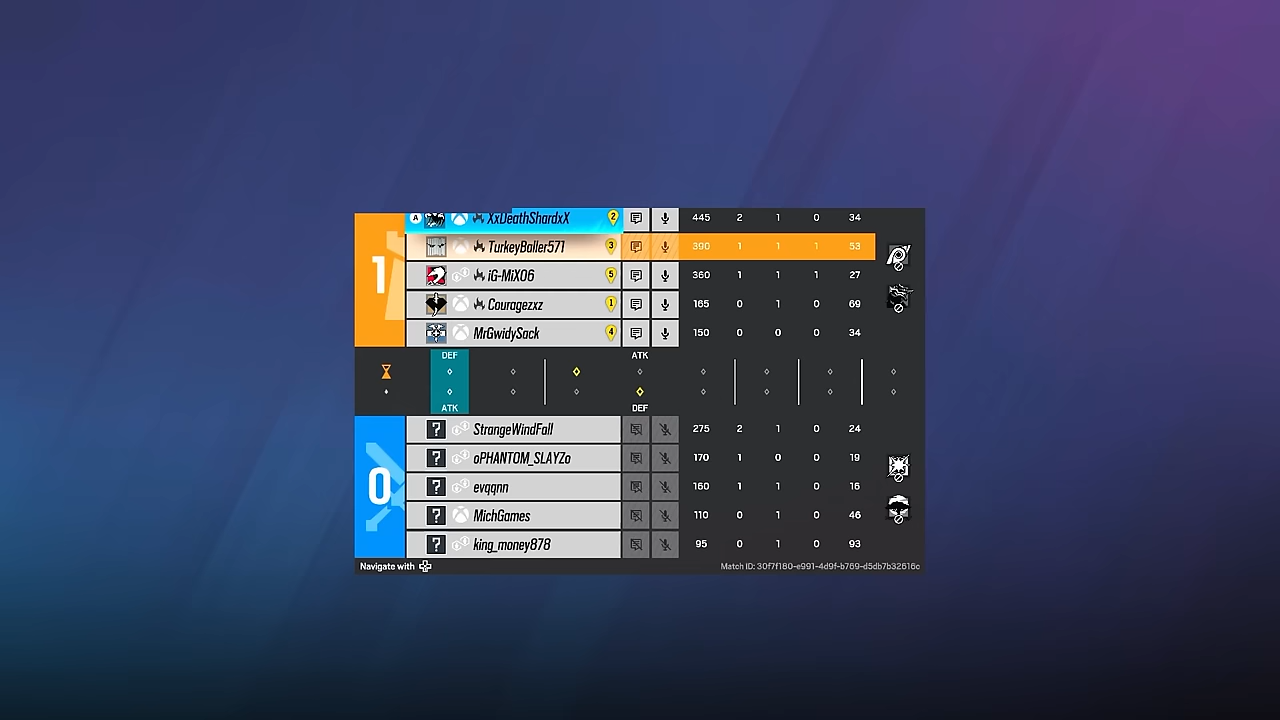 A XxDeathShardxX 2 445 2 1 0 34
TurkeyBaller571 3 390 1 1 1 53
iG-MiX06 5 360 1 1 1 27
Couragezxz 1 165 0 1 0 69
MrGwidySack 4 150 0 0 0 34
1
DEF ATK
ATK DEF
StrangeWindFall 275 2 1 0 24
oPHANTOM_SLAYZo 170 1 0 0 19
evqqnn 160 1 1 0 16
MichGames 110 0 1 0 46
king_money878 95 0 1 0 93
0
Navigate with
Match ID: 30f7f180-e991-4d9f-b769-d5db7b32616c